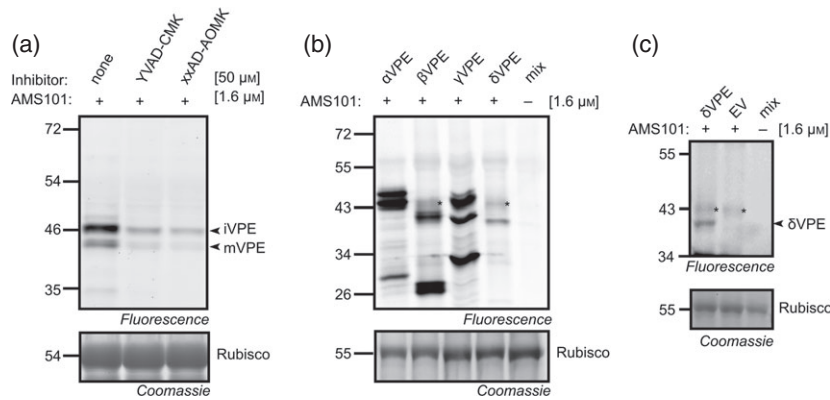 (a)
Inhibitor: none YVAD-CMK xxAD-AOMK [50 µM]
AMS101: + + + [1.6 µM]
72
54
46
35
iVPE
mVPE
Fluorescence
54
Rubisco
Coomassie
(b)
αVPE βVPE γVPE δVPE mix
AMS101: + + + + – [1.6 µM]
72
55
43
34
26
* *
Fluorescence
55
Rubisco
Coomassie
(c)
δVPE EV mix
AMS101: + + – [1.6 µM]
55
43
34
* *
δVPE
Fluorescence
55
Rubisco
Coomassie